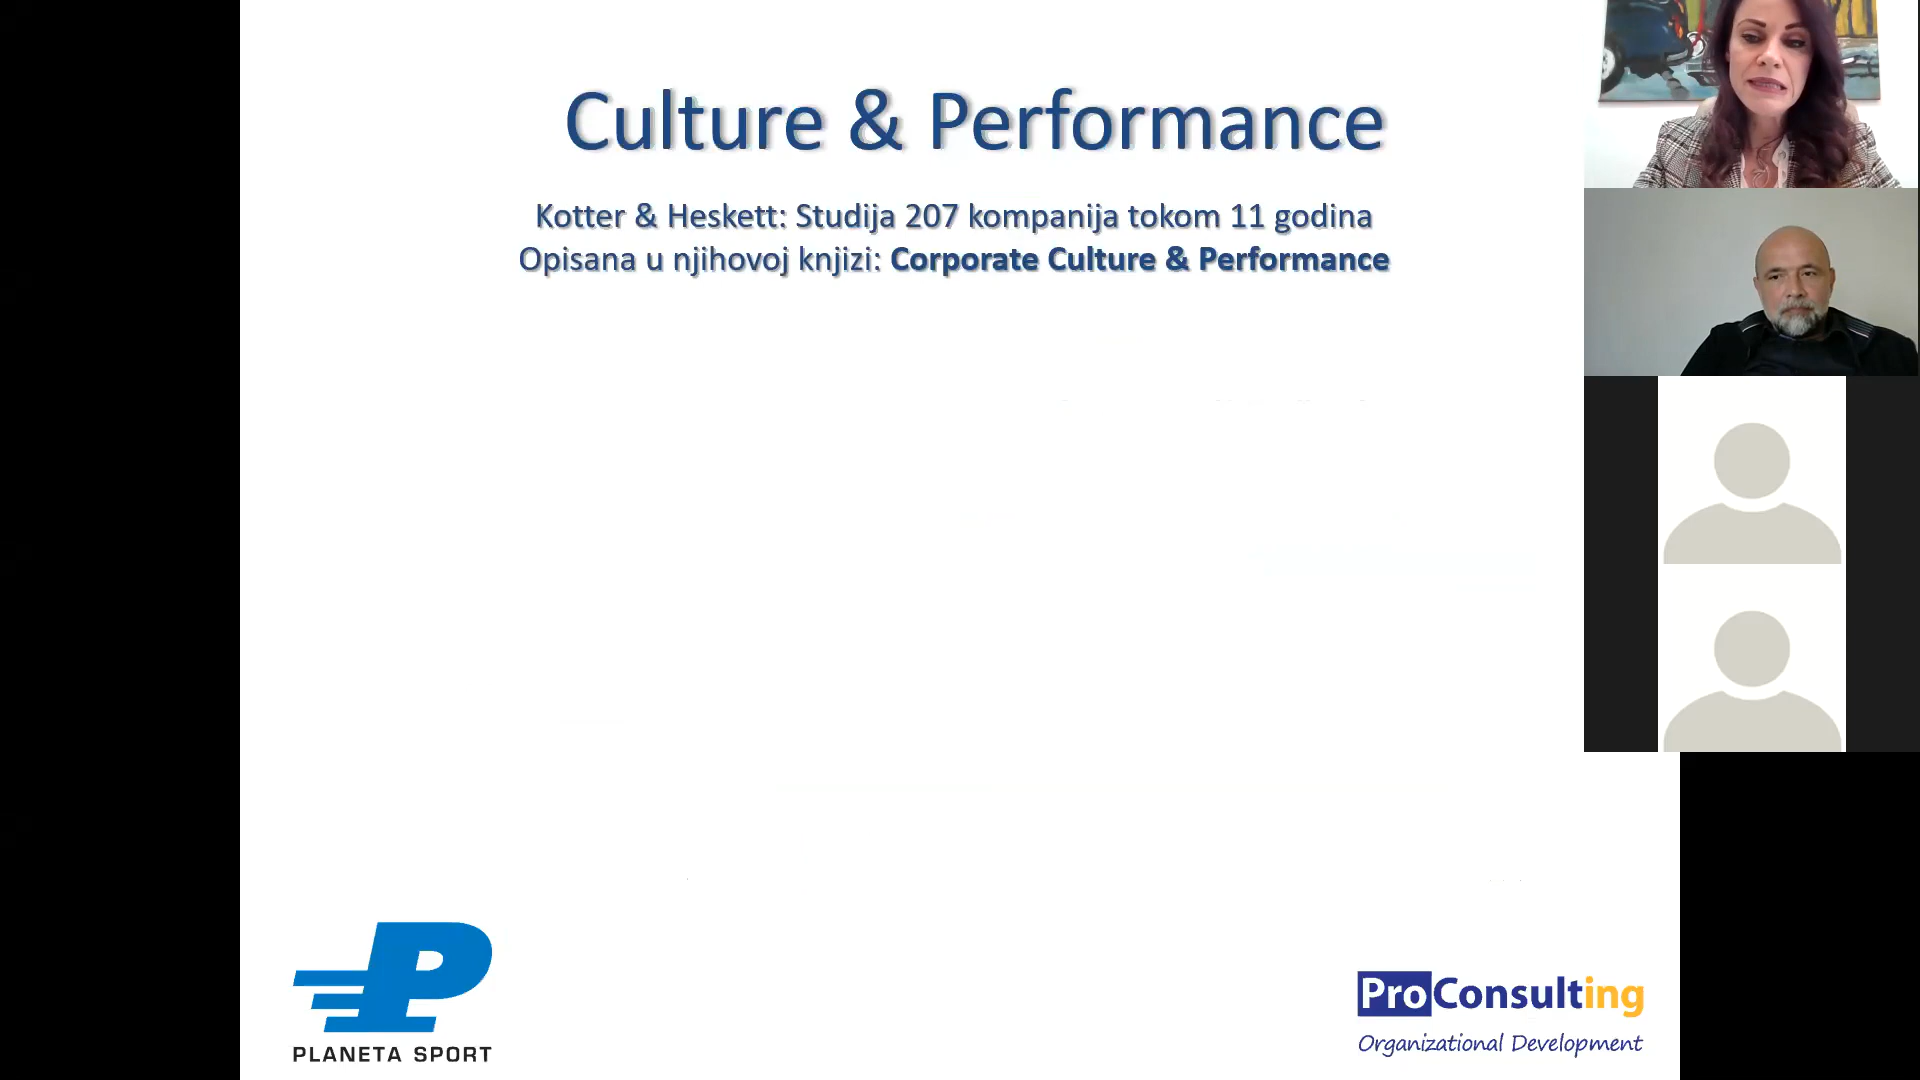 Culture & Performance
Kotter & Heskett: Studija 207 kompanija tokom 11 godina
Opisana u njihovoj knjizi: Corporate Culture & Performance
PLANETA SPORT
ProConsulting
Organizational Development